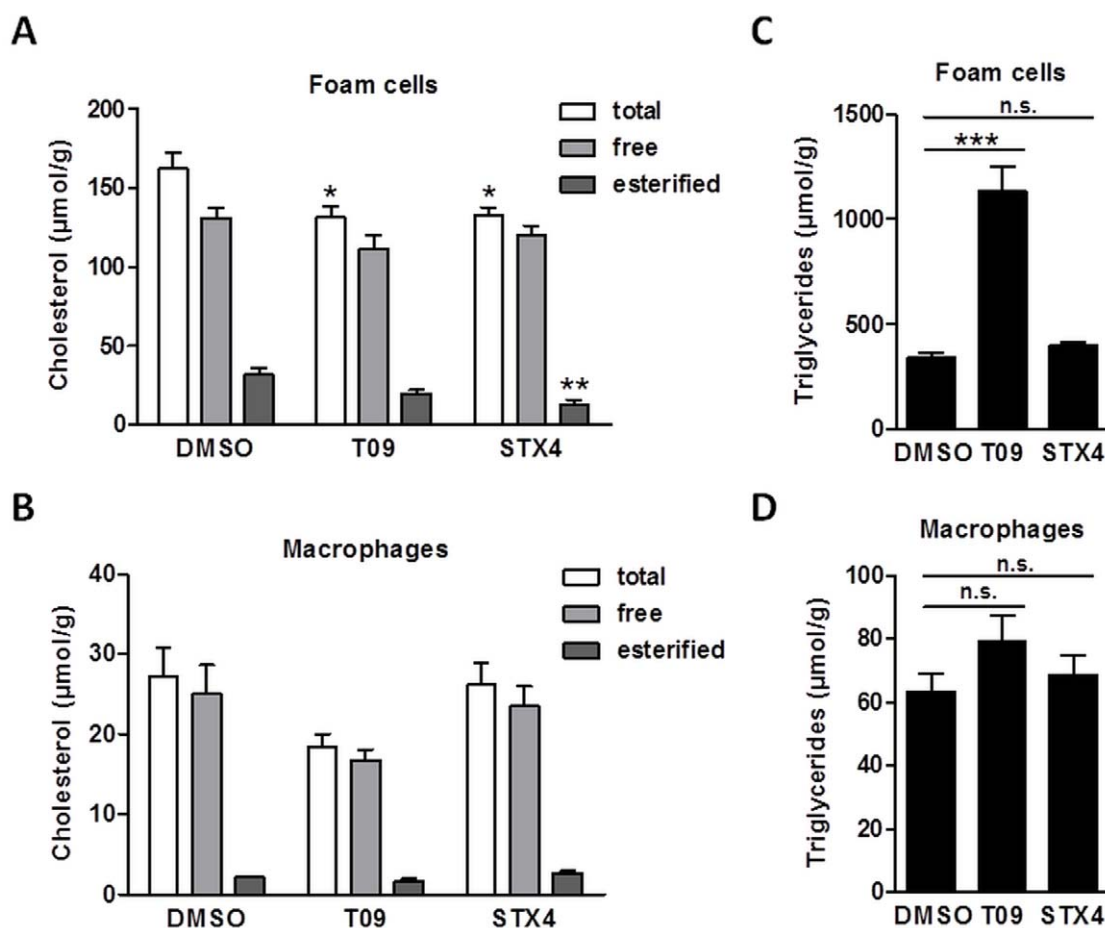 A
Foam cells
Cholesterol (µmol/g)
200
150
100
50
0
total
free
esterified
*
*
**
DMSO
T09
STX4
B
Macrophages
Cholesterol (µmol/g)
40
30
20
10
0
total
free
esterified
DMSO
T09
STX4
C
Foam cells
n.s.
***
Triglycerides (µmol/g)
1500
1000
500
0
DMSO T09 STX4
D
Macrophages
n.s.
n.s.
Triglycerides (µmol/g)
100
80
60
40
20
0
DMSO T09 STX4